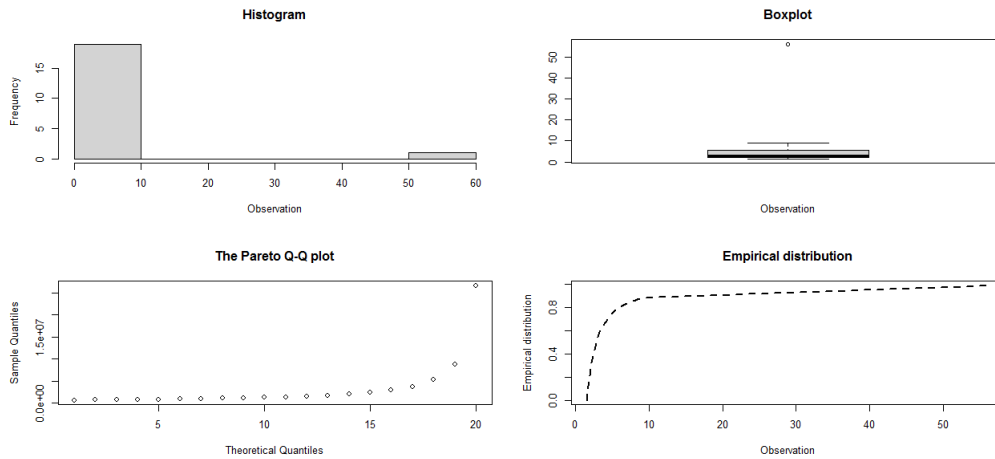 Histogram
Frequency
0
5
10
15
0 10 20 30 40 50 60
Observation
Boxplot
0 10 20 30 40 50
Observation
The Pareto Q-Q plot
Sample Quantiles
0.0e+00 1.5e+07
5 10 15 20
Theoretical Quantiles
Empirical distribution
Empirical distribution
0.0 0.4 0.8
0 10 20 30 40 50
Observation